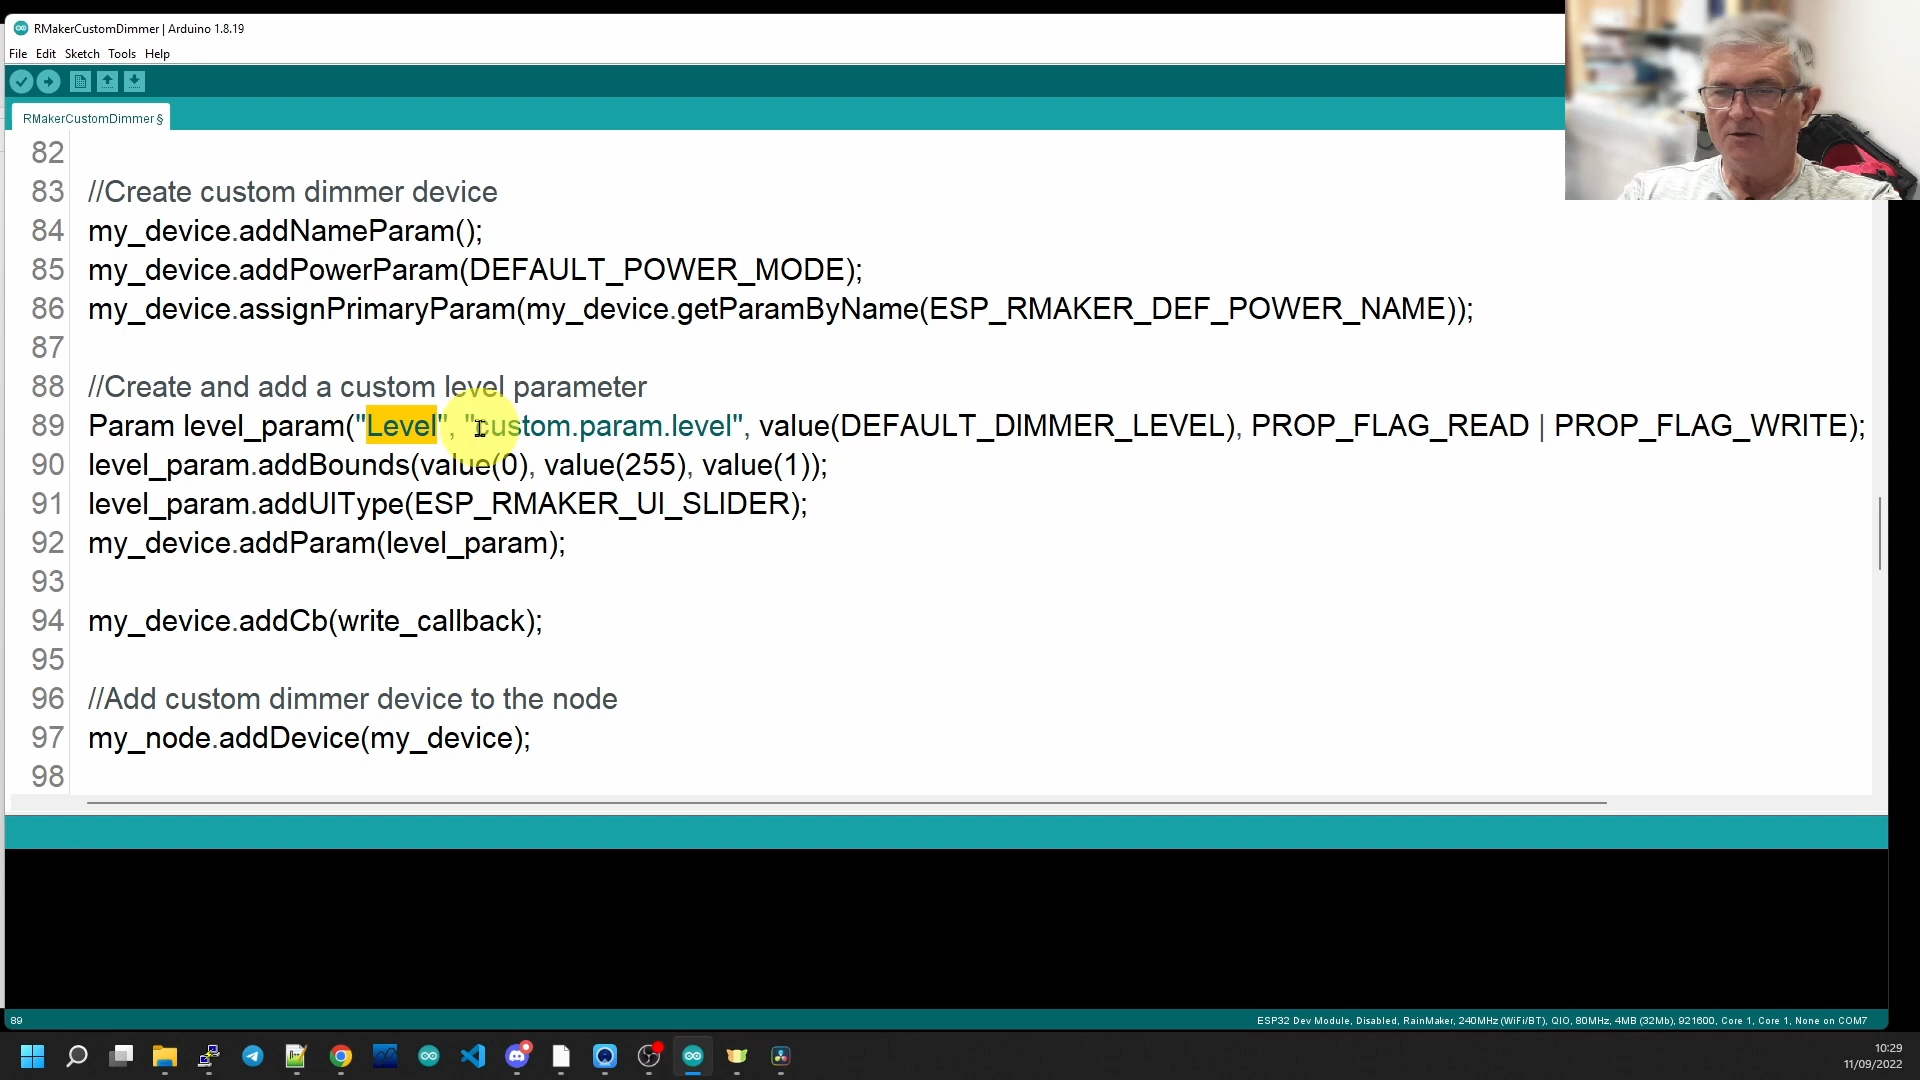 RMakerCustomDimmer | Arduino 1.8.19
File Edit Sketch Tools Help
RMakerCustomDimmer §
82
83 //Create custom dimmer device
84 my_device.addNameParam();
85 my_device.addPowerParam(DEFAULT_POWER_MODE);
86 my_device.assignPrimaryParam(my_device.getParamByName(ESP_RMAKER_DEF_POWER_NAME));
87
88 //Create and add a custom level parameter
89 Param level_param("Level", "custom.param.level", value(DEFAULT_DIMMER_LEVEL), PROP_FLAG_READ | PROP_FLAG_WRITE);
90 level_param.addBounds(value(0), value(255), value(1));
91 level_param.addUIType(ESP_RMAKER_UI_SLIDER);
92 my_device.addParam(level_param);
93
94 my_device.addCb(write_callback);
95
96 //Add custom dimmer device to the node
97 my_node.addDevice(my_device);
98
89 ESP32 Dev Module, Disabled, RainMaker, 240MHz (WiFi/BT), QIO, 80MHz, 4MB (32Mb), 921600, Core 1, Core 1, None on COM7
10:29
11/09/2022